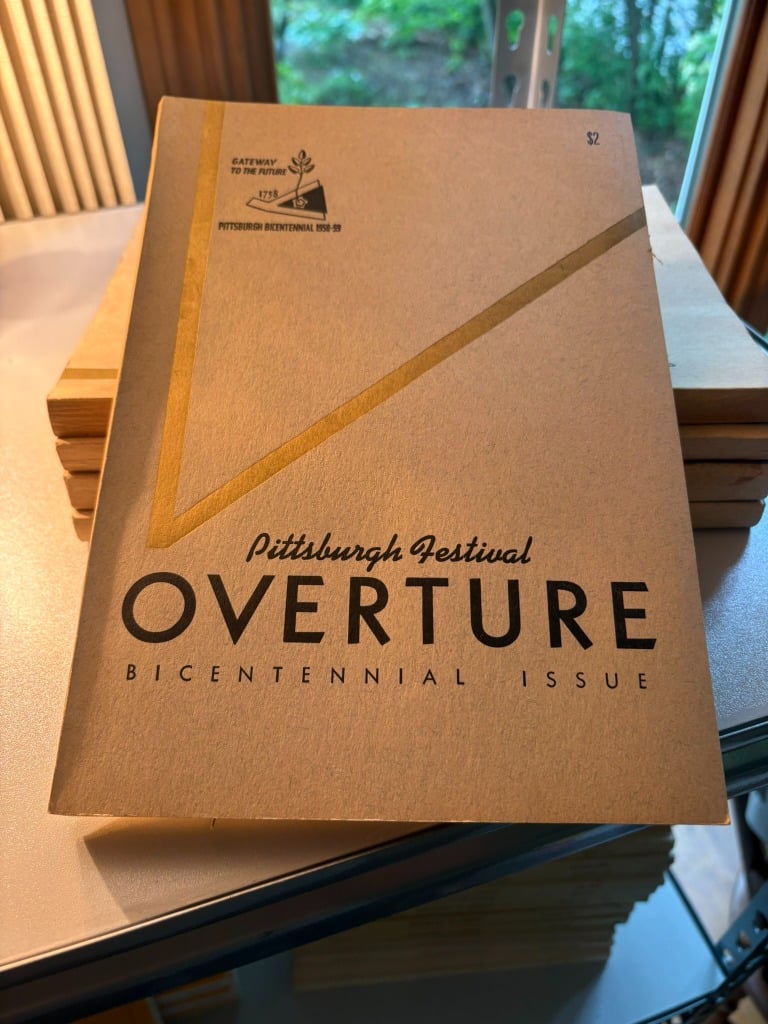 $2
GATEWAY
TO THE FUTURE
1758
PITTSBURGH BICENTENNIAL 1958-59
Pittsburgh Festival
OVERTURE
BICENTENNIAL ISSUE